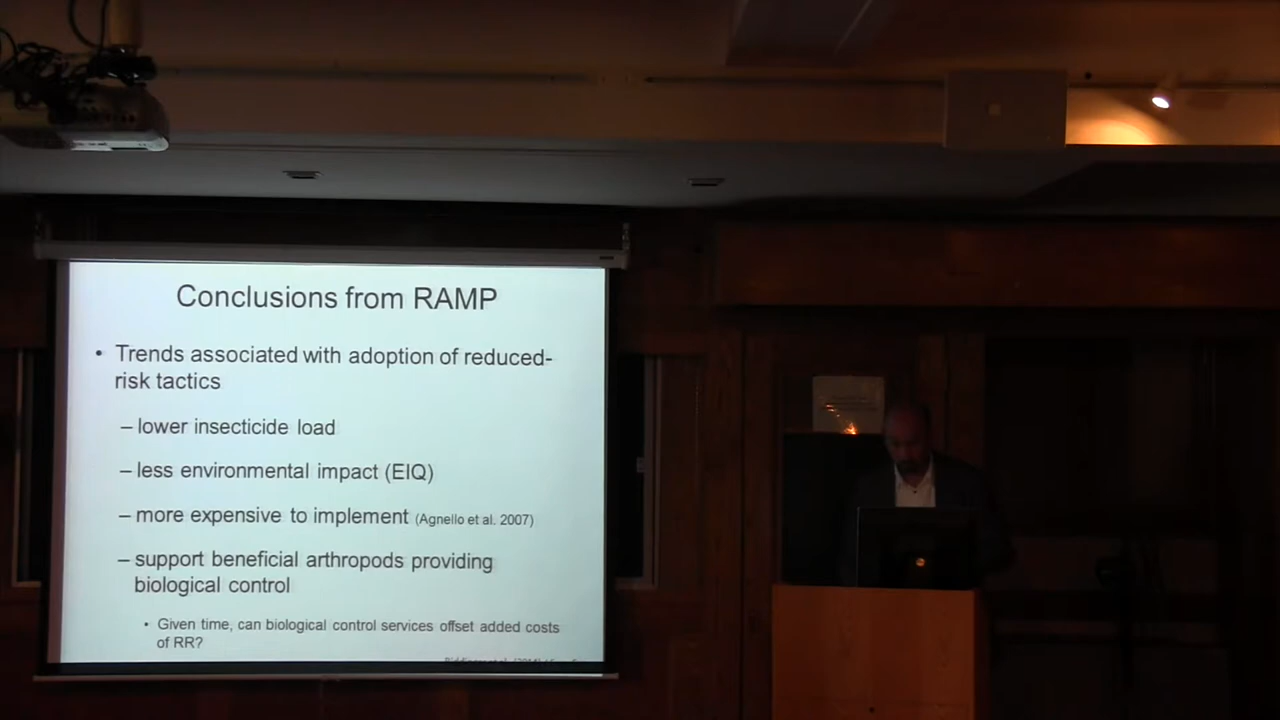 Conclusions from RAMP
• Trends associated with adoption of reduced-
risk tactics
– lower insecticide load
– less environmental impact (EIQ)
– more expensive to implement (Agnello et al. 2007)
– support beneficial arthropods providing
biological control
• Given time, can biological control services offset added costs
of RR?